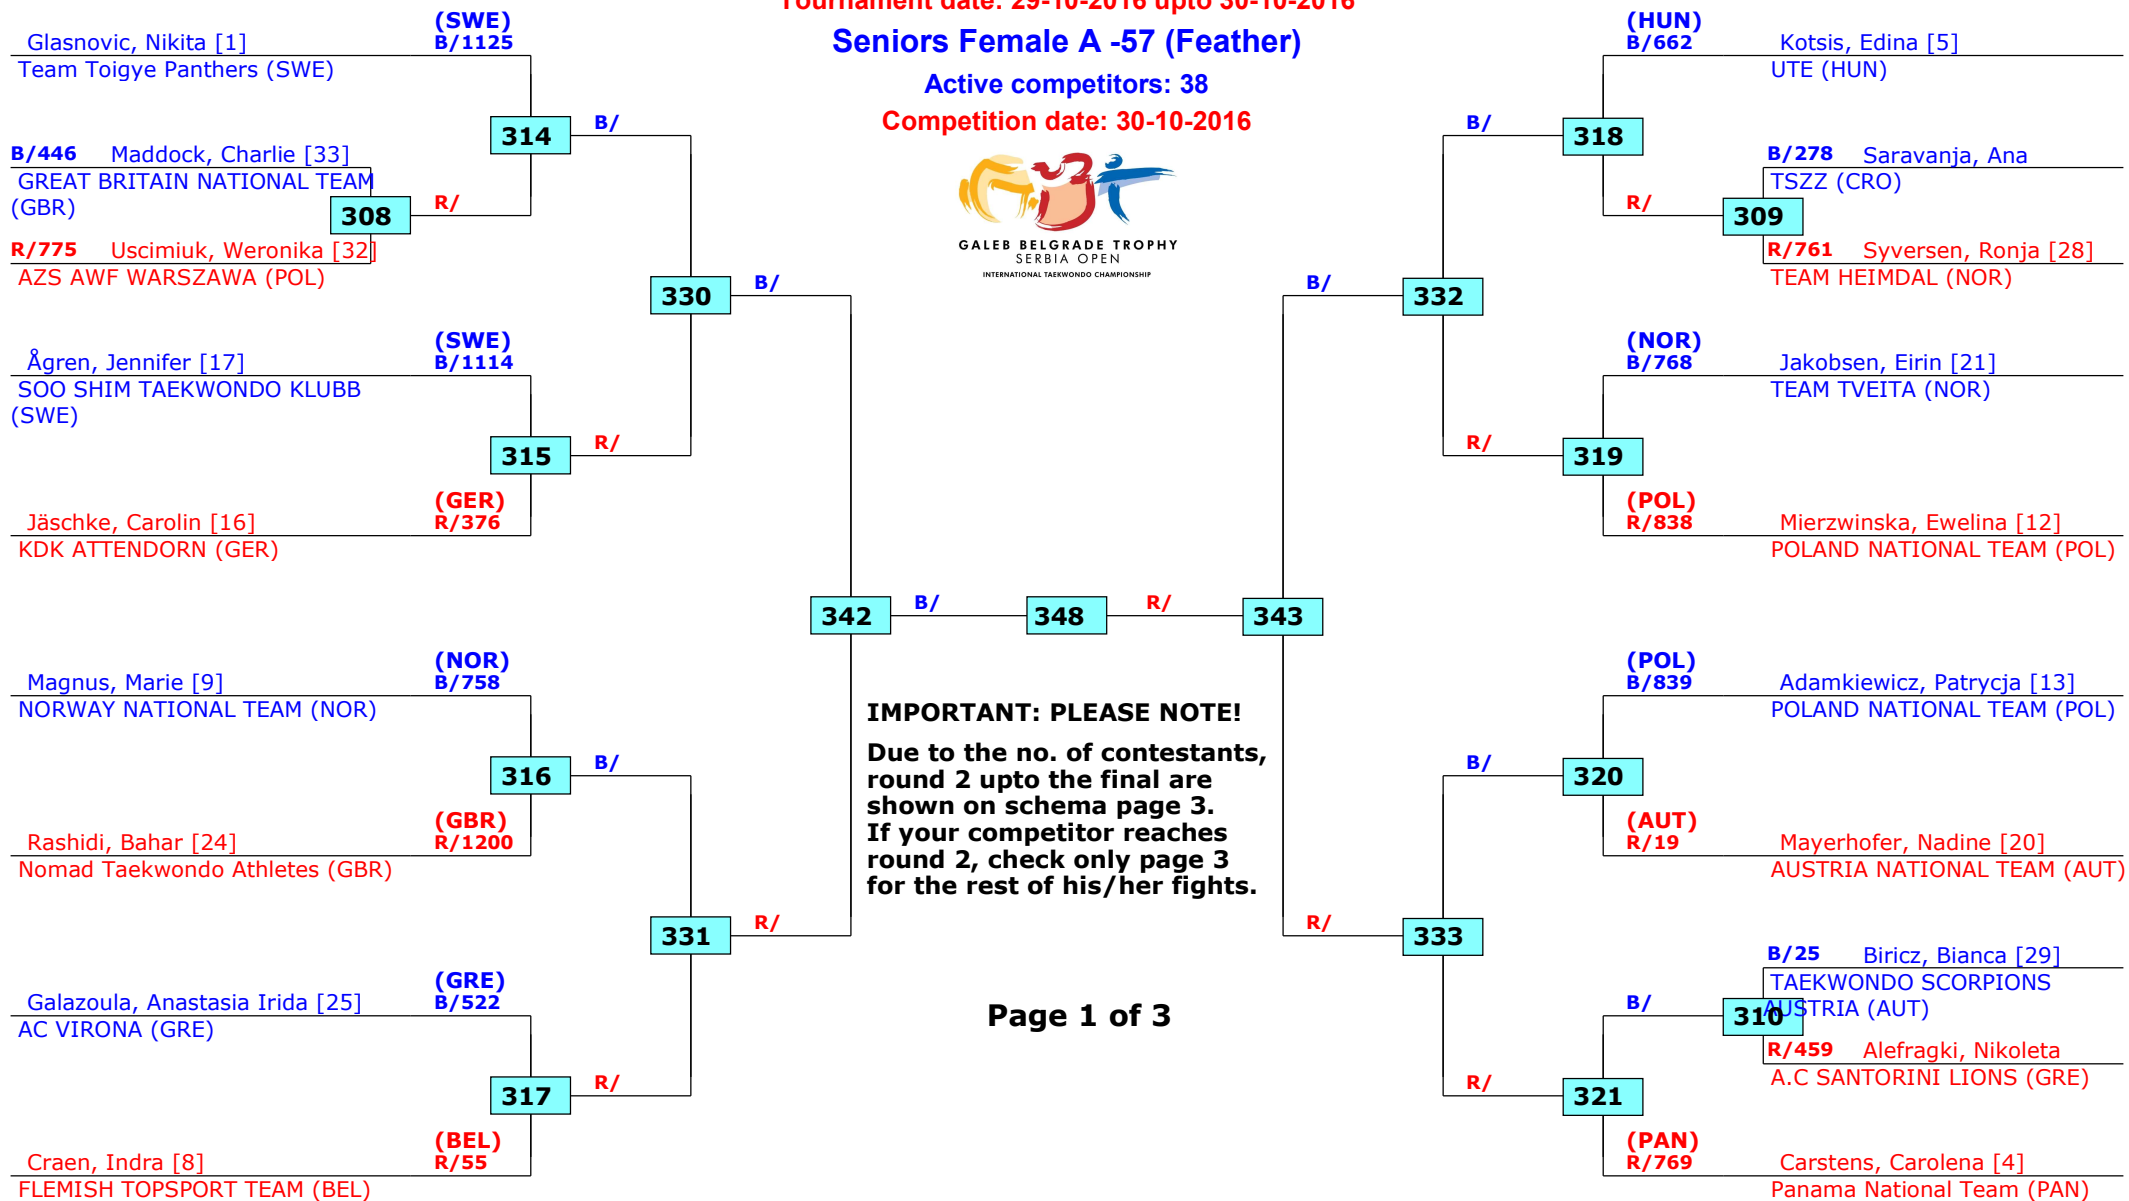 Tournament date: 29-10-2016 upto 30-10-2016
Seniors Female A -57 (Feather)
Active competitors: 38
Competition date: 30-10-2016
GALEB BELGRADE TROPHY
SERBIA OPEN
INTERNATIONAL TAEKWONDO CHAMPIONSHIP
(SWE)
Glasnovic, Nikita [1] B/1125
Team Toigye Panthers (SWE)
314 B/
B/446 Maddock, Charlie [33]
GREAT BRITAIN NATIONAL TEAM
(GBR)
308 R/
R/775 Uscimiuk, Weronika [32]
AZS AWF WARSZAWA (POL)
330 B/
(SWE)
Ågren, Jennifer [17] B/1114
SOO SHIM TAEKWONDO KLUBB
(SWE)
315 R/
(GER)
Jäschke, Carolin [16] R/376
KDK ATTENDORN (GER)
342 B/ 348 R/ 343
(NOR)
Magnus, Marie [9] B/758
NORWAY NATIONAL TEAM (NOR)
316 B/
(GBR)
Rashidi, Bahar [24] R/1200
Nomad Taekwondo Athletes (GBR)
331 R/
(GRE)
Galazoula, Anastasia Irida [25] B/522
AC VIRONA (GRE)
317 R/
(BEL)
Craen, Indra [8] R/55
FLEMISH TOPSPORT TEAM (BEL)
IMPORTANT: PLEASE NOTE!
Due to the no. of contestants,
round 2 upto the final are
shown on schema page 3.
If your competitor reaches
round 2, check only page 3
for the rest of his/her fights.
Page 1 of 3
(HUN)
B/662 Kotsis, Edina [5]
UTE (HUN)
B/ 318
B/278 Saravanja, Ana
TSZZ (CRO)
R/ 309
R/761 Syversen, Ronja [28]
TEAM HEIMDAL (NOR)
B/ 332
(NOR)
B/768 Jakobsen, Eirin [21]
TEAM TVEITA (NOR)
R/ 319
(POL)
R/838 Mierzwinska, Ewelina [12]
POLAND NATIONAL TEAM (POL)
(POL)
B/839 Adamkiewicz, Patrycja [13]
POLAND NATIONAL TEAM (POL)
B/ 320
(AUT)
R/19 Mayerhofer, Nadine [20]
AUSTRIA NATIONAL TEAM (AUT)
R/ 333
B/25 Biricz, Bianca [29]
TAEKWONDO SCORPIONS
AUSTRIA (AUT)
B/ 310
R/459 Alefragki, Nikoleta
A.C SANTORINI LIONS (GRE)
R/ 321
(PAN)
R/769 Carstens, Carolena [4]
Panama National Team (PAN)